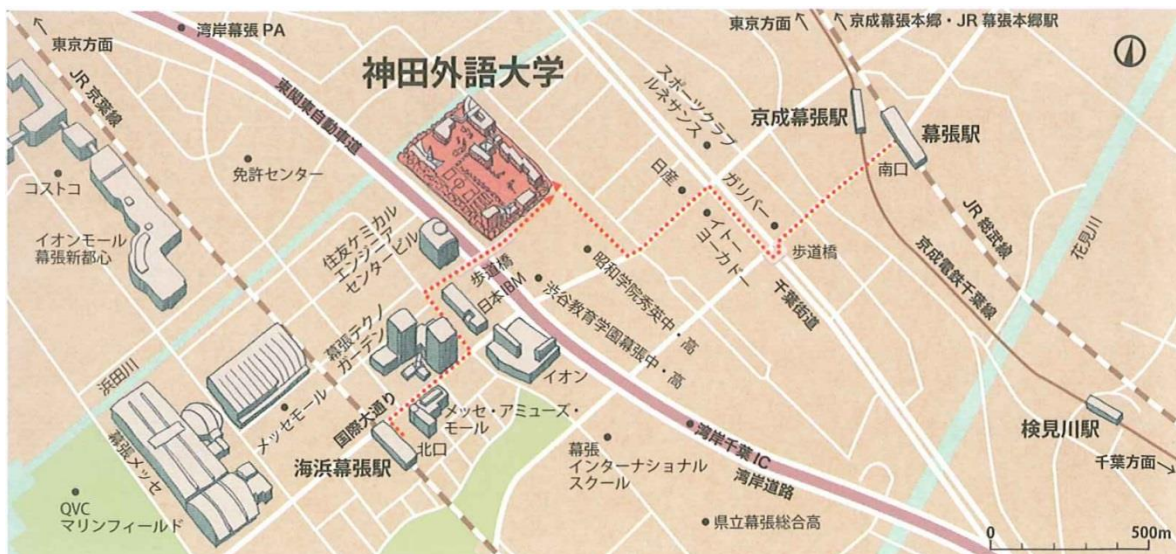 東京方面
湾岸幕張 PA
東京方面
京成幕張本郷・JR 幕張本郷駅
神田外語大学
JR 京葉線
東関東自動車道
スポーツクラブ
ルネサンス
京成幕張駅
幕張駅
南口
コストコ
免許センター
日産
ガリバー
イトー
ヨーカドー
歩道橋
JR 総武線
花見川
イオンモール
幕張新都心
住友ケミカル
エンジニア
センタービル
歩道橋
日本IBM
昭和学院秀英中・高
渋谷教育学園幕張中・高
千葉街道
京成電鉄千葉線
幕張テクノ
ガーデン
イオン
浜田川
メッセモール
国際大通り
メッセ・アミューズ・
モール
北口
海浜幕張駅
幕張メッセ
幕張
インターナショナル
スクール
湾岸千葉 IC
湾岸道路
検見川駅
千葉方面
QVC
マリンフィールド
県立幕張総合高
0
500m